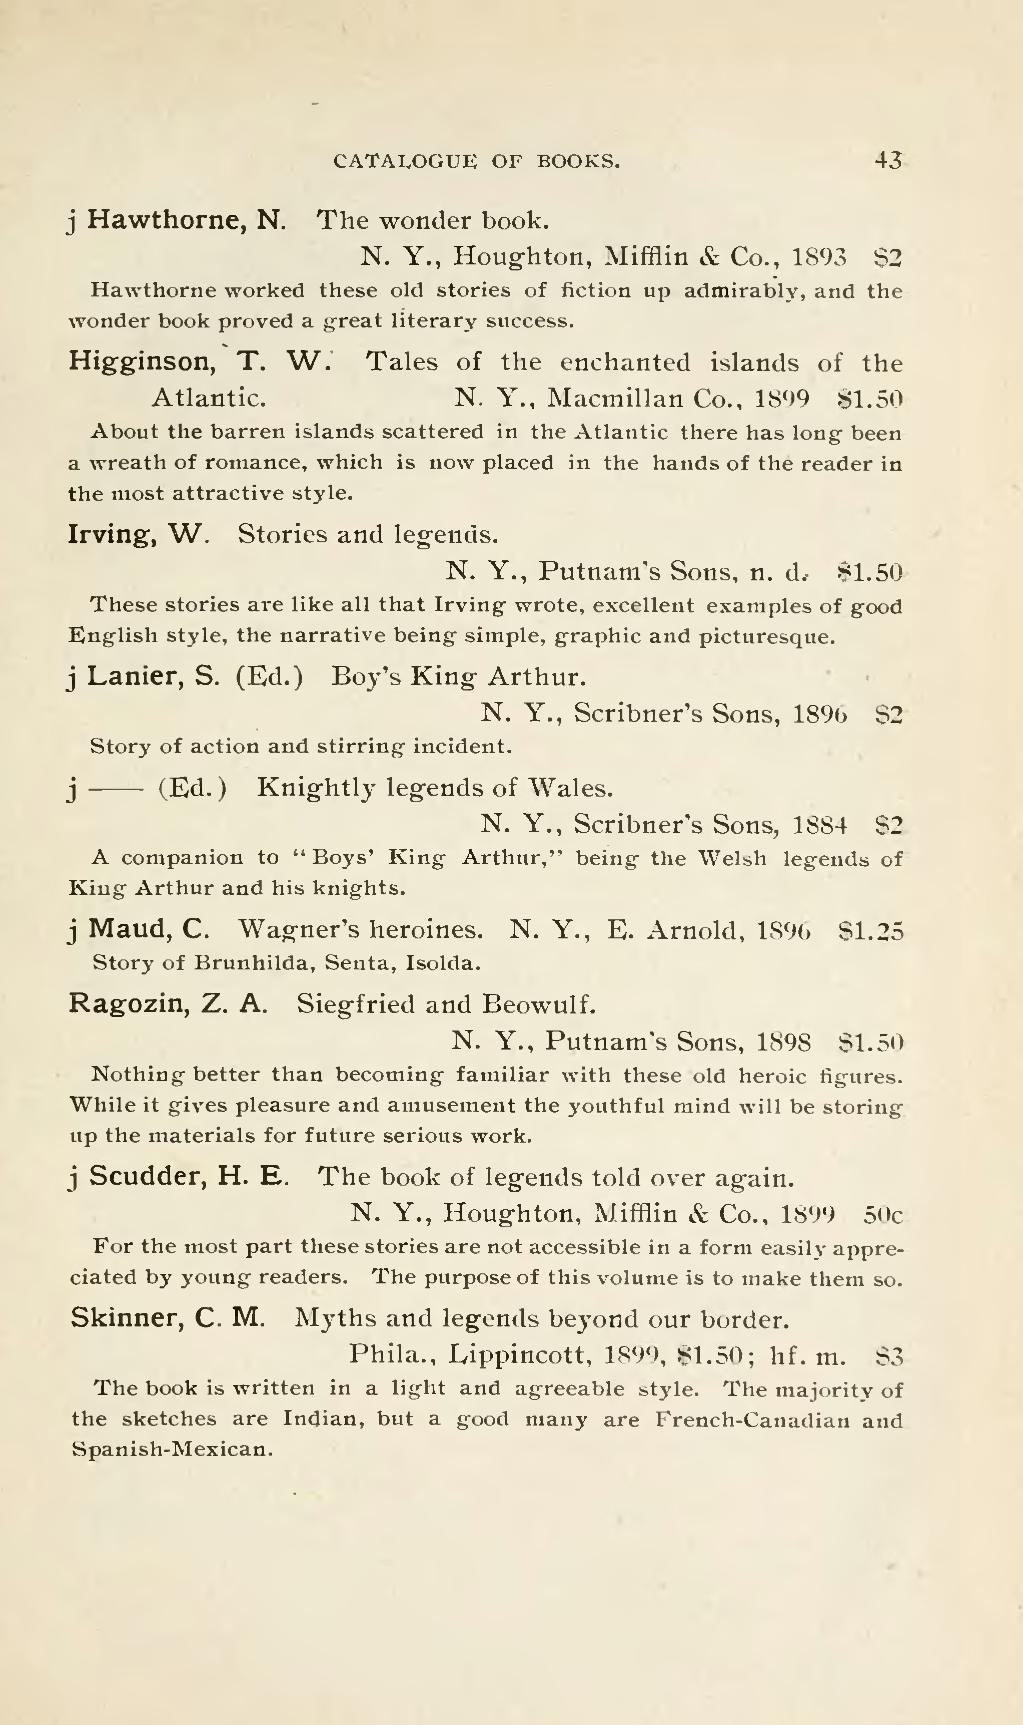 CATALOGUE OF BOOKS. 43
j Hawthorne, N. The wonder book.
N. Y., Houghton, Mifflin & Co., 1893 $2
Hawthorne worked these old stories of fiction up admirably, and the
wonder book proved a great literary success.
Higginson, T. W. Tales of the enchanted islands of the
Atlantic. N. Y., Macmillan Co., 1899 $1.50
About the barren islands scattered in the Atlantic there has long been
a wreath of romance, which is now placed in the hands of the reader in
the most attractive style.
Irving, W. Stories and legends.
N. Y., Putnam's Sons, n. d. $1.50
These stories are like all that Irving wrote, excellent examples of good
English style, the narrative being simple, graphic and picturesque.
j Lanier, S. (Ed.) Boy's King Arthur.
N. Y., Scribner's Sons, 1896 $2
Story of action and stirring incident.
j —— (Ed.) Knightly legends of Wales.
N. Y., Scribner's Sons, 1884 $2
A companion to "Boys' King Arthur," being the Welsh legends of
King Arthur and his knights.
j Maud, C. Wagner's heroines. N. Y., E. Arnold, 1896 $1.25
Story of Brunhilda, Senta, Isolda.
Ragozin, Z. A. Siegfried and Beowulf.
N. Y., Putnam's Sons, 1898 $1.50
Nothing better than becoming familiar with these old heroic figures.
While it gives pleasure and amusement the youthful mind will be storing
up the materials for future serious work.
j Scudder, H. E. The book of legends told over again.
N. Y., Houghton, Mifflin & Co., 1899 50c
For the most part these stories are not accessible in a form easily appre-
ciated by young readers. The purpose of this volume is to make them so.
Skinner, C. M. Myths and legends beyond our border.
Phila., Lippincott, 1899, $1.50; hf. m. $3
The book is written in a light and agreeable style. The majority of
the sketches are Indian, but a good many are French-Canadian and
Spanish-Mexican.